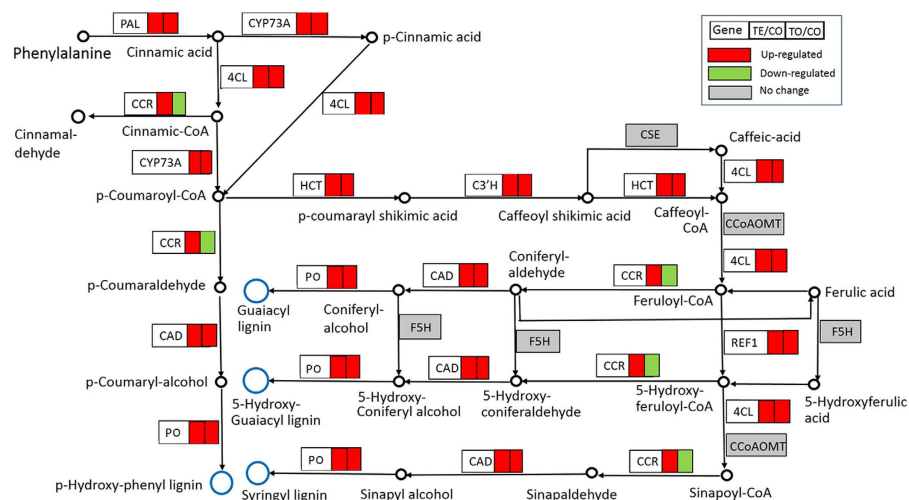 PAL
CYP73A
Phenylalanine
Cinnamic acid
p-Cinnamic acid
Gene TE/CO TO/CO
Up-regulated
Down-regulated
No change
4CL
4CL
CCR
Cinnamal-
dehyde
Cinnamic-CoA
CYP73A
p-Coumaroyl-CoA
HCT
p-coumarayl shikimic acid
C3'H
Caffeoyl shikimic acid
CSE
HCT
Caffeic-acid
4CL
Caffeoyl-
CoA
CCoAOMT
4CL
CCR
p-Coumaraldehyde
PO
Guaiacyl
lignin
CAD
Coniferyl-
alcohol
Coniferyl-
aldehyde
CCR
Feruloyl-CoA
Ferulic acid
F5H
F5H
REF1
F5H
CAD
p-Coumaryl-alcohol
PO
5-Hydroxy-
Guaiacyl lignin
CAD
5-Hydroxy-
Coniferyl alcohol
5-Hydroxy-
coniferaldehyde
CCR
5-Hydroxy-
feruloyl-CoA
5-Hydroxyferulic
acid
4CL
CCoAOMT
PO
p-Hydroxy-phenyl lignin
PO
Syringyl lignin
CAD
Sinapyl alcohol
Sinapaldehyde
CCR
Sinapoyl-CoA